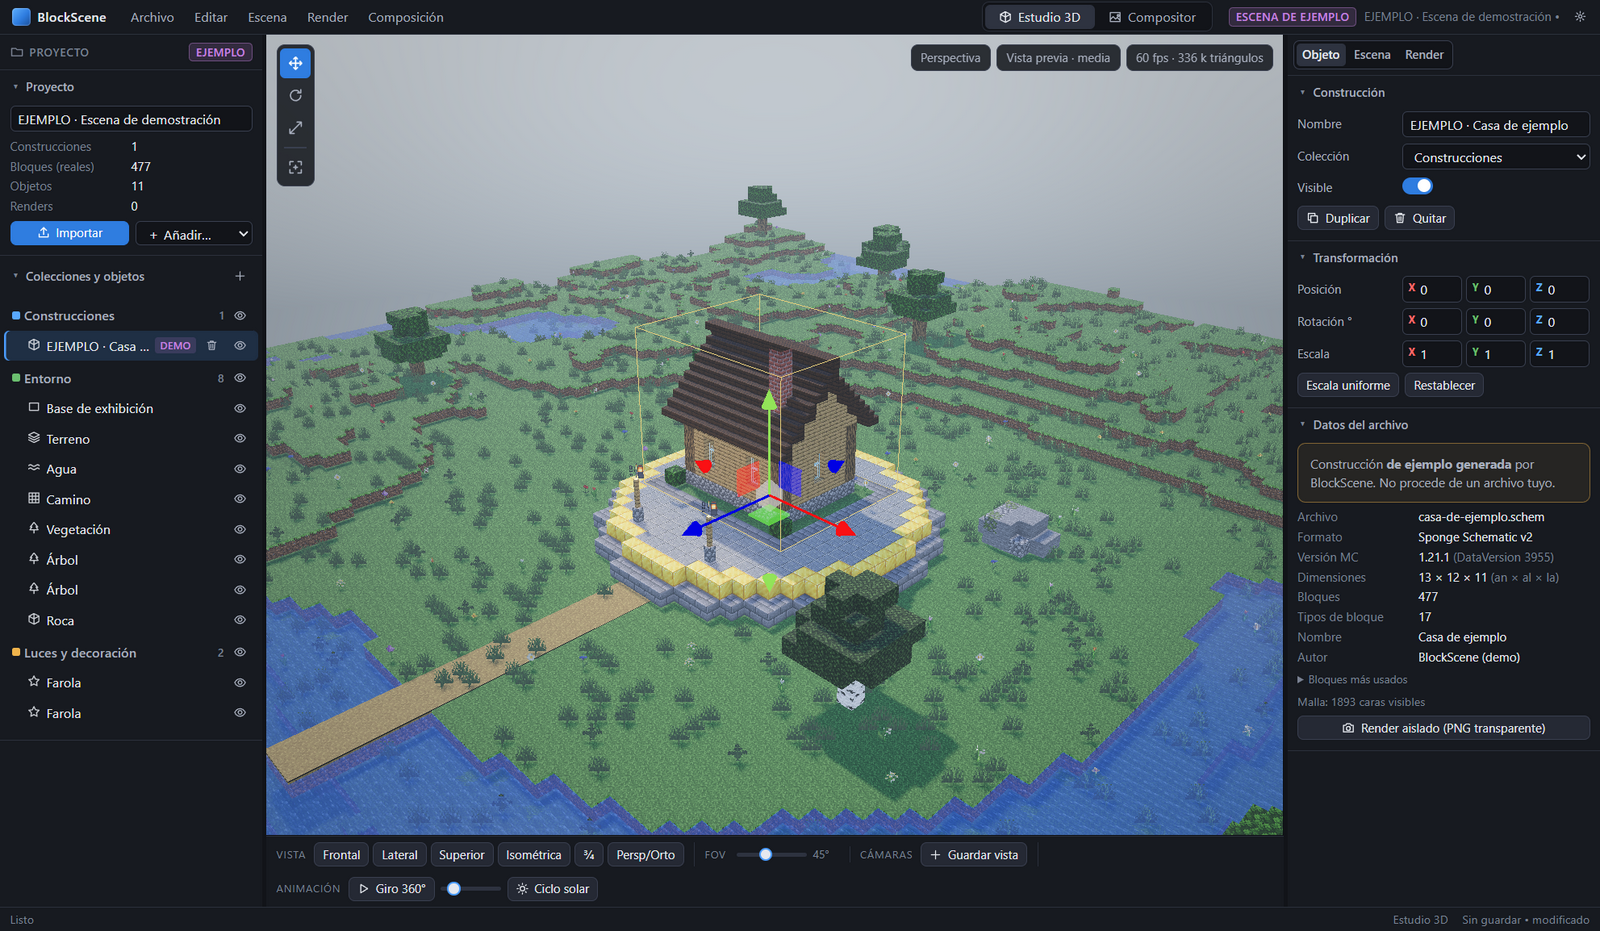 BlockScene
Archivo
Editar
Escena
Render
Composición
Estudio 3D
Compositor
ESCENA DE EJEMPLO
EJEMPLO · Escena de demostración •
PROYECTO
EJEMPLO
Proyecto
EJEMPLO · Escena de demostración
Construcciones 1
Bloques (reales) 477
Objetos 11
Renders 0
Importar
+ Añadir...
Colecciones y objetos
Construcciones 1
EJEMPLO · Casa ... DEMO
Entorno 8
Base de exhibición
Terreno
Agua
Camino
Vegetación
Árbol
Árbol
Roca
Luces y decoración 2
Farola
Farola
Perspectiva
Vista previa · media
60 fps · 336 k triángulos
VISTA
Frontal
Lateral
Superior
Isométrica
¾
Persp/Orto
FOV
45°
CÁMARAS
+ Guardar vista
ANIMACIÓN
Giro 360°
Ciclo solar
Objeto
Escena
Render
Construcción
Nombre EJEMPLO · Casa de ejemplo
Colección Construcciones
Visible
Duplicar
Quitar
Transformación
Posición X 0 Y 0 Z 0
Rotación ° X 0 Y 0 Z 0
Escala X 1 Y 1 Z 1
Escala uniforme
Restablecer
Datos del archivo
Construcción de ejemplo generada por
BlockScene. No procede de un archivo tuyo.
Archivo casa-de-ejemplo.schem
Formato Sponge Schematic v2
Versión MC 1.21.1 (DataVersion 3955)
Dimensiones 13 × 12 × 11 (an × al × la)
Bloques 477
Tipos de bloque 17
Nombre Casa de ejemplo
Autor BlockScene (demo)
Bloques más usados
Malla: 1893 caras visibles
Render aislado (PNG transparente)
Listo
Estudio 3D
Sin guardar • modificado